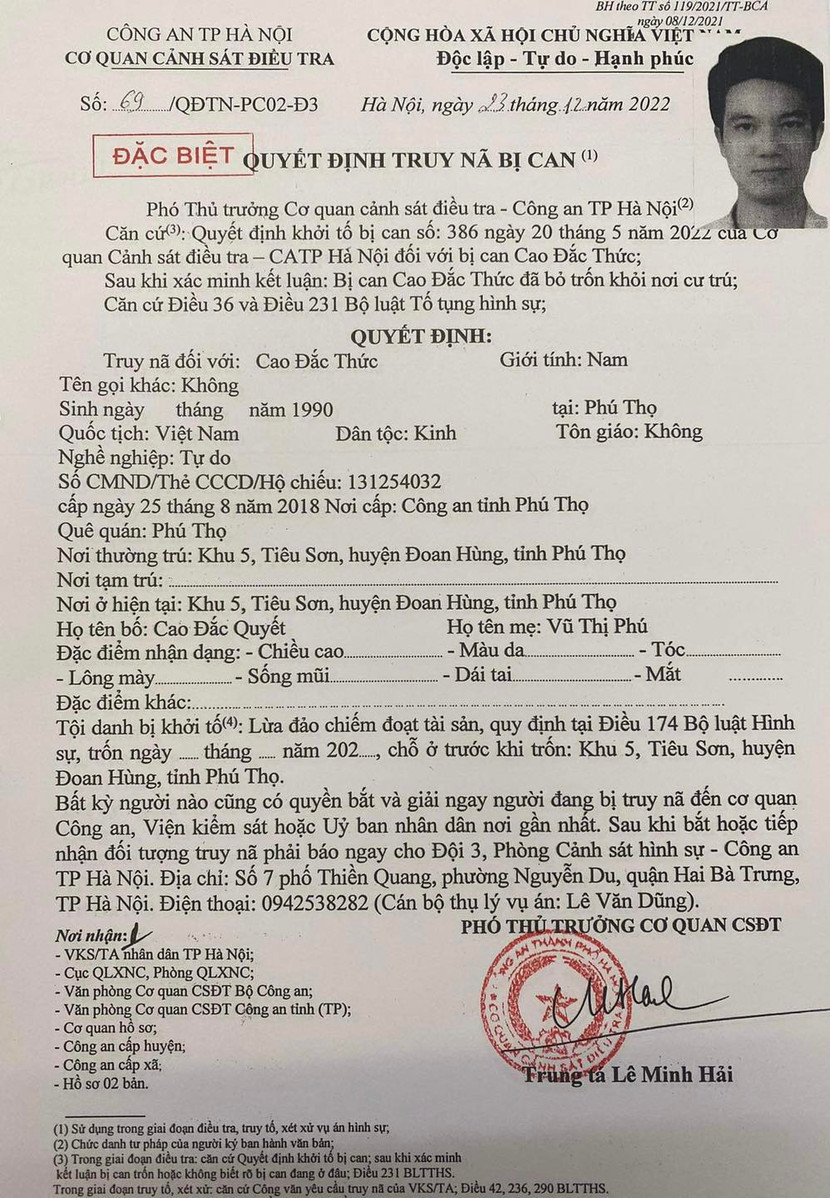 BH theo TT số 119/2021/TT-BCA
ngày 08/12/2021
CÔNG AN TP HÀ NỘI
CƠ QUAN CẢNH SÁT ĐIỀU TRA
CỘNG HÒA XÃ HỘI CHỦ NGHĨA VIỆT NAM
Độc lập - Tự do - Hạnh phúc
Số: 69/QĐTN-PC02-Đ3
Hà Nội, ngày 23 tháng 12 năm 2022
ĐẶC BIỆT
QUYẾT ĐỊNH TRUY NÃ BỊ CAN (1)
Phó Thủ trưởng Cơ quan cảnh sát điều tra - Công an TP Hà Nội(2)
Căn cứ(3): Quyết định khởi tố bị can số: 386 ngày 20 tháng 5 năm 2022 của Cơ
quan Cảnh sát điều tra – CATP Hà Nội đối với bị can Cao Đắc Thức;
Sau khi xác minh kết luận: Bị can Cao Đắc Thức đã bỏ trốn khỏi nơi cư trú;
Căn cứ Điều 36 và Điều 231 Bộ luật Tố tụng hình sự;
QUYẾT ĐỊNH:
Truy nã đối với: Cao Đắc Thức Giới tính: Nam
Tên gọi khác: Không
Sinh ngày tháng năm 1990 tại: Phú Thọ
Quốc tịch: Việt Nam Dân tộc: Kinh Tôn giáo: Không
Nghề nghiệp: Tự do
Số CMND/Thẻ CCCD/Hộ chiếu: 131254032
cấp ngày 25 tháng 8 năm 2018 Nơi cấp: Công an tỉnh Phú Thọ
Quê quán: Phú Thọ
Nơi thường trú: Khu 5, Tiêu Sơn, huyện Đoan Hùng, tỉnh Phú Thọ
Nơi tạm trú:
Nơi ở hiện tại: Khu 5, Tiêu Sơn, huyện Đoan Hùng, tỉnh Phú Thọ
Họ tên bố: Cao Đắc Quyết Họ tên mẹ: Vũ Thị Phú
Đặc điểm nhận dạng: - Chiều cao........ - Màu da........ - Tóc........
- Lông mày........ - Sống mũi........ - Dái tai........ - Mắt ........
Đặc điểm khác:........
Tội danh bị khởi tố(4): Lừa đảo chiếm đoạt tài sản, quy định tại Điều 174 Bộ luật Hình
sự, trốn ngày ...... tháng ..... năm 202....., chỗ ở trước khi trốn: Khu 5, Tiêu Sơn, huyện
Đoan Hùng, tỉnh Phú Thọ.
Bất kỳ người nào cũng có quyền bắt và giải ngay người đang bị truy nã đến cơ quan
Công an, Viện kiểm sát hoặc Uỷ ban nhân dân nơi gần nhất. Sau khi bắt hoặc tiếp
nhận đối tượng truy nã phải báo ngay cho Đội 3, Phòng Cảnh sát hình sự - Công an
TP Hà Nội. Địa chỉ: Số 7 phố Thiền Quang, phường Nguyễn Du, quận Hai Bà Trưng,
TP Hà Nội. Điện thoại: 0942538282 (Cán bộ thụ lý vụ án: Lê Văn Dũng).
PHÓ THỦ TRƯỞNG CƠ QUAN CSĐT
Nơi nhận:
- VKS/TA nhân dân TP Hà Nội;
- Cục QLXNC, Phòng QLXNC;
- Văn phòng Cơ quan CSĐT Bộ Công an;
- Văn phòng Cơ quan CSĐT Công an tỉnh (TP);
- Cơ quan hồ sơ;
- Công an cấp huyện;
- Công an cấp xã;
- Hồ sơ 02 bản.
CÔNG AN THÀNH PHỐ HÀ NỘI
CƠ QUAN CẢNH SÁT ĐIỀU TRA
Trung tá Lê Minh Hải
(1) Sử dụng trong giai đoạn điều tra, truy tố, xét xử vụ án hình sự;
(2) Chức danh tư pháp của người ký ban hành văn bản;
(3) Trong giai đoạn điều tra: căn cứ Quyết định khởi tố bị can; sau khi xác minh
kết luận bị can trốn hoặc không biết rõ bị can đang ở đâu; Điều 231 BLTTHS.
Trong giai đoạn truy tố, xét xử: căn cứ Công văn yêu cầu truy nã của VKS/TA; Điều 42, 236, 290 BLTTHS.